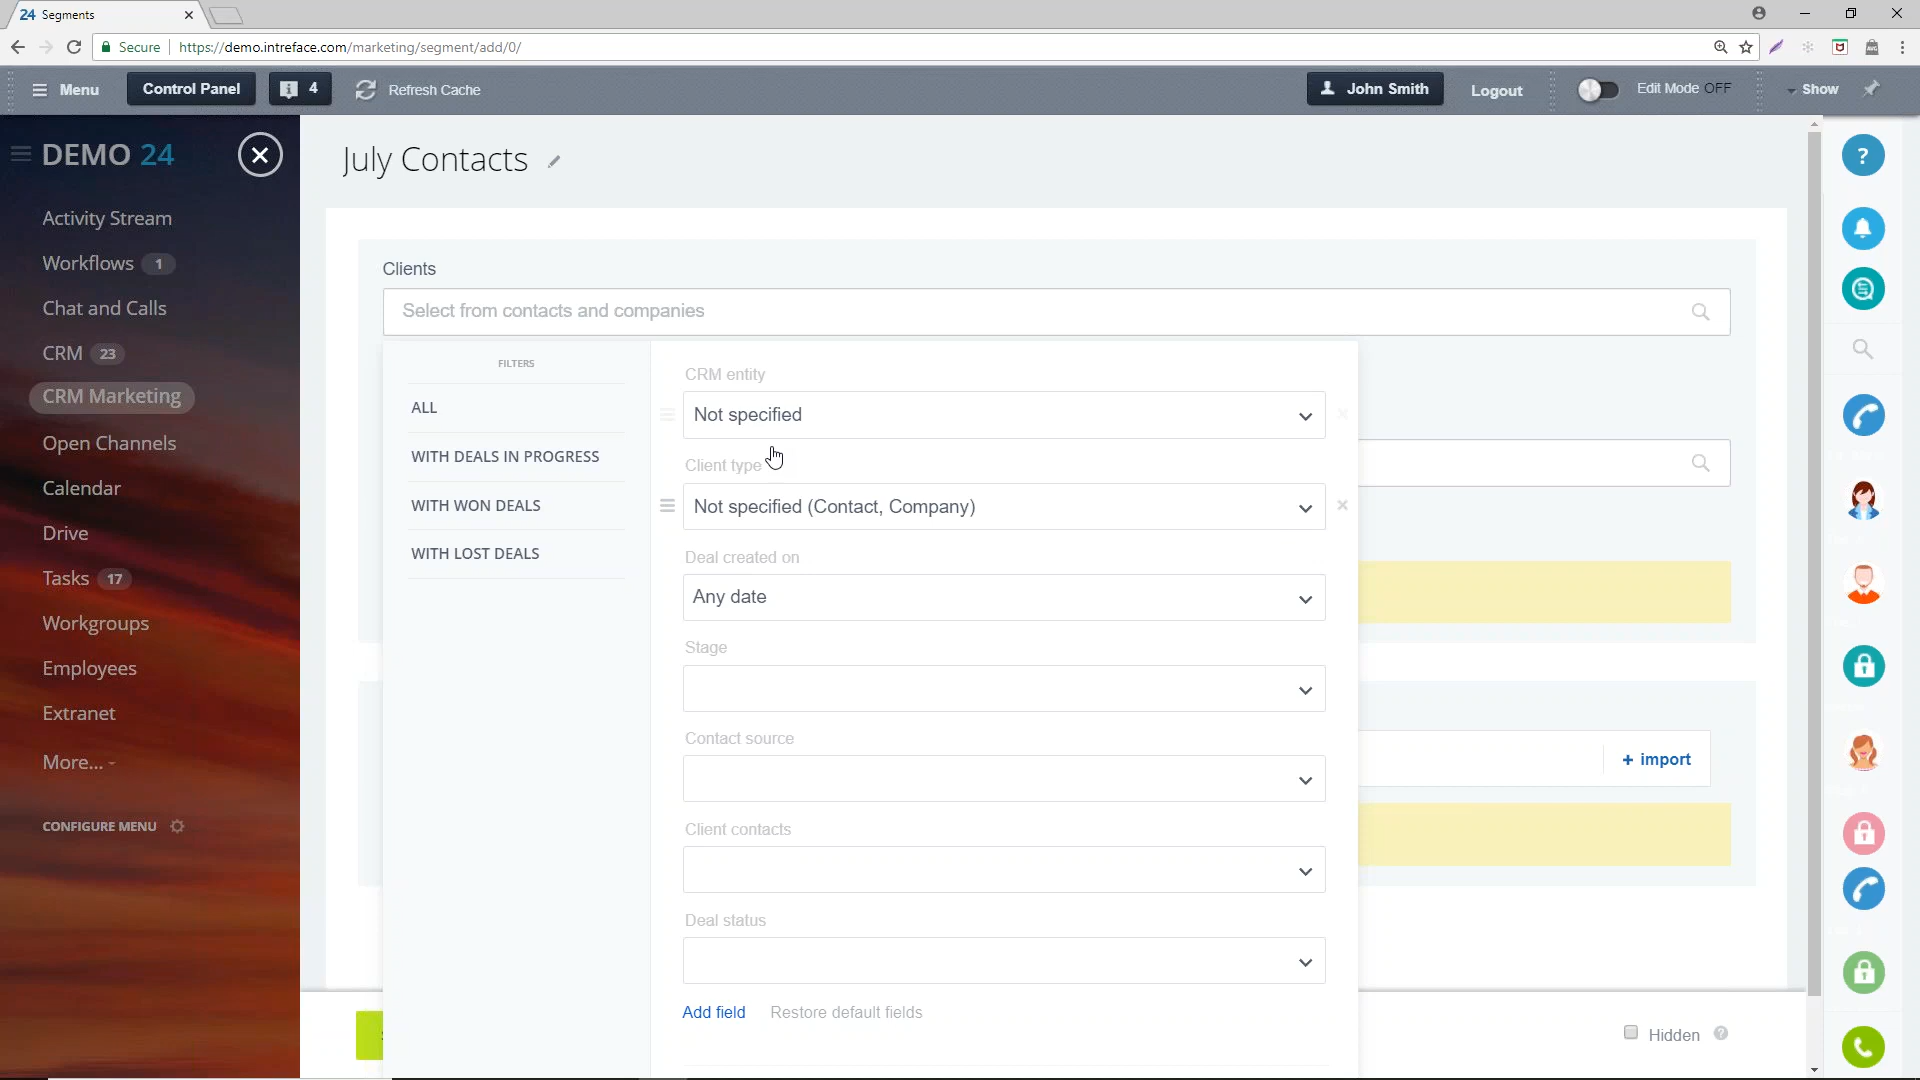 24 Segments
Secure https://demo.intreface.com/marketing/segment/add/0/
Menu Control Panel 4 Refresh Cache John Smith Logout Edit Mode OFF Show
DEMO 24
July Contacts
Activity Stream
Workflows 1
Chat and Calls
CRM 23
CRM Marketing
Open Channels
Calendar
Drive
Tasks 17
Workgroups
Employees
Extranet
More...
CONFIGURE MENU
Clients
Select from contacts and companies
FILTERS
ALL
WITH DEALS IN PROGRESS
WITH WON DEALS
WITH LOST DEALS
CRM entity
Not specified
Client type
Not specified (Contact, Company)
Deal created on
Any date
Stage
Contact source
Client contacts
Deal status
Add field Restore default fields
+ import
Hidden ?
?